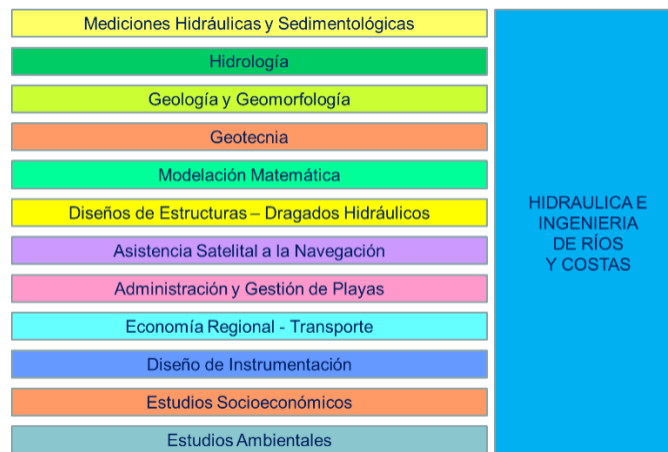 Mediciones Hidráulicas y Sedimentológicas
Hidrología
Geología y Geomorfología
Geotecnia
Modelación Matemática
Diseños de Estructuras – Dragados Hidráulicos
Asistencia Satelital a la Navegación
Administración y Gestión de Playas
Economía Regional - Transporte
Diseño de Instrumentación
Estudios Socioeconómicos
Estudios Ambientales
HIDRAULICA E
INGENIERIA
DE RÍOS
Y COSTAS